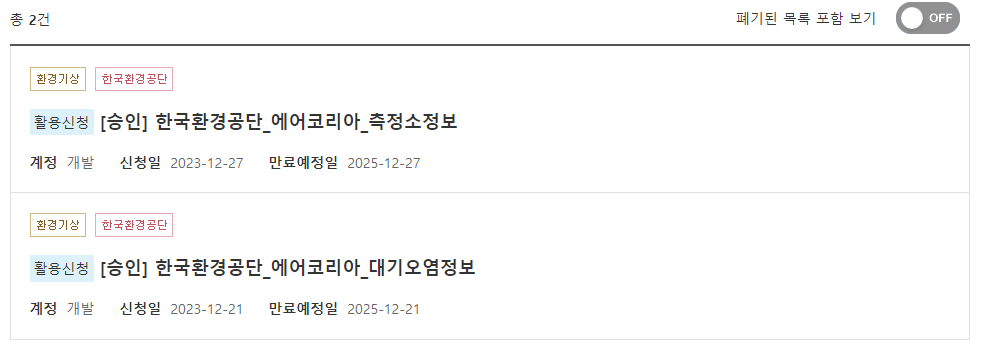 총 2건
폐기된 목록 포함 보기 OFF
환경기상 한국환경공단
활용신청 [승인] 한국환경공단_에어코리아_측정소정보
계정 개발 신청일 2023-12-27 만료예정일 2025-12-27
환경기상 한국환경공단
활용신청 [승인] 한국환경공단_에어코리아_대기오염정보
계정 개발 신청일 2023-12-21 만료예정일 2025-12-21